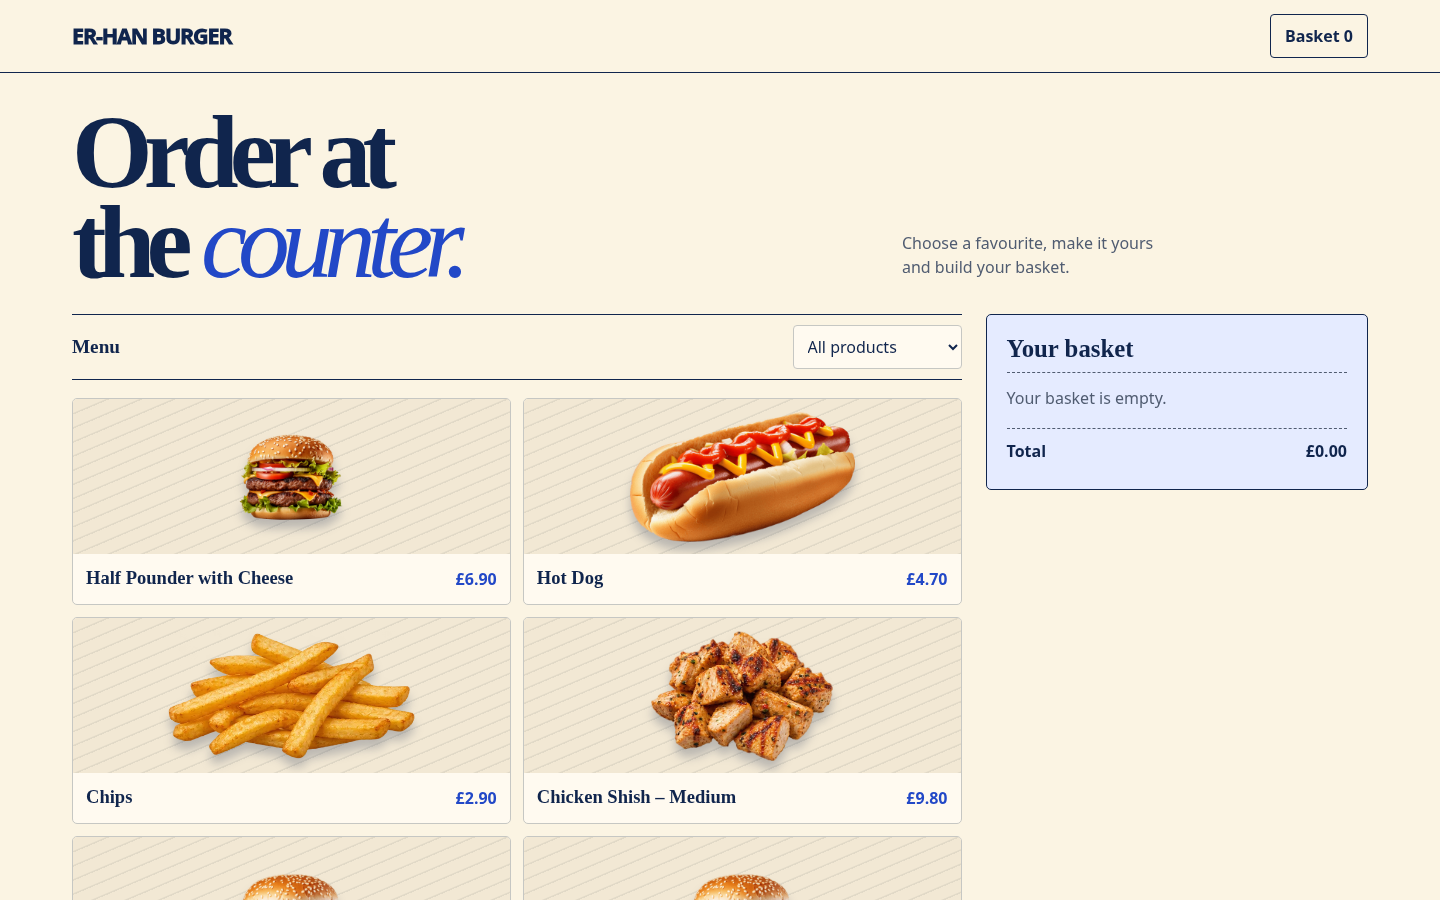 ER-HAN BURGER
Basket 0
Order at
the counter.
Choose a favourite, make it yours
and build your basket.
Menu
All products
Your basket
Your basket is empty.
Total £0.00
Half Pounder with Cheese £6.90
Hot Dog £4.70
Chips £2.90
Chicken Shish – Medium £9.80